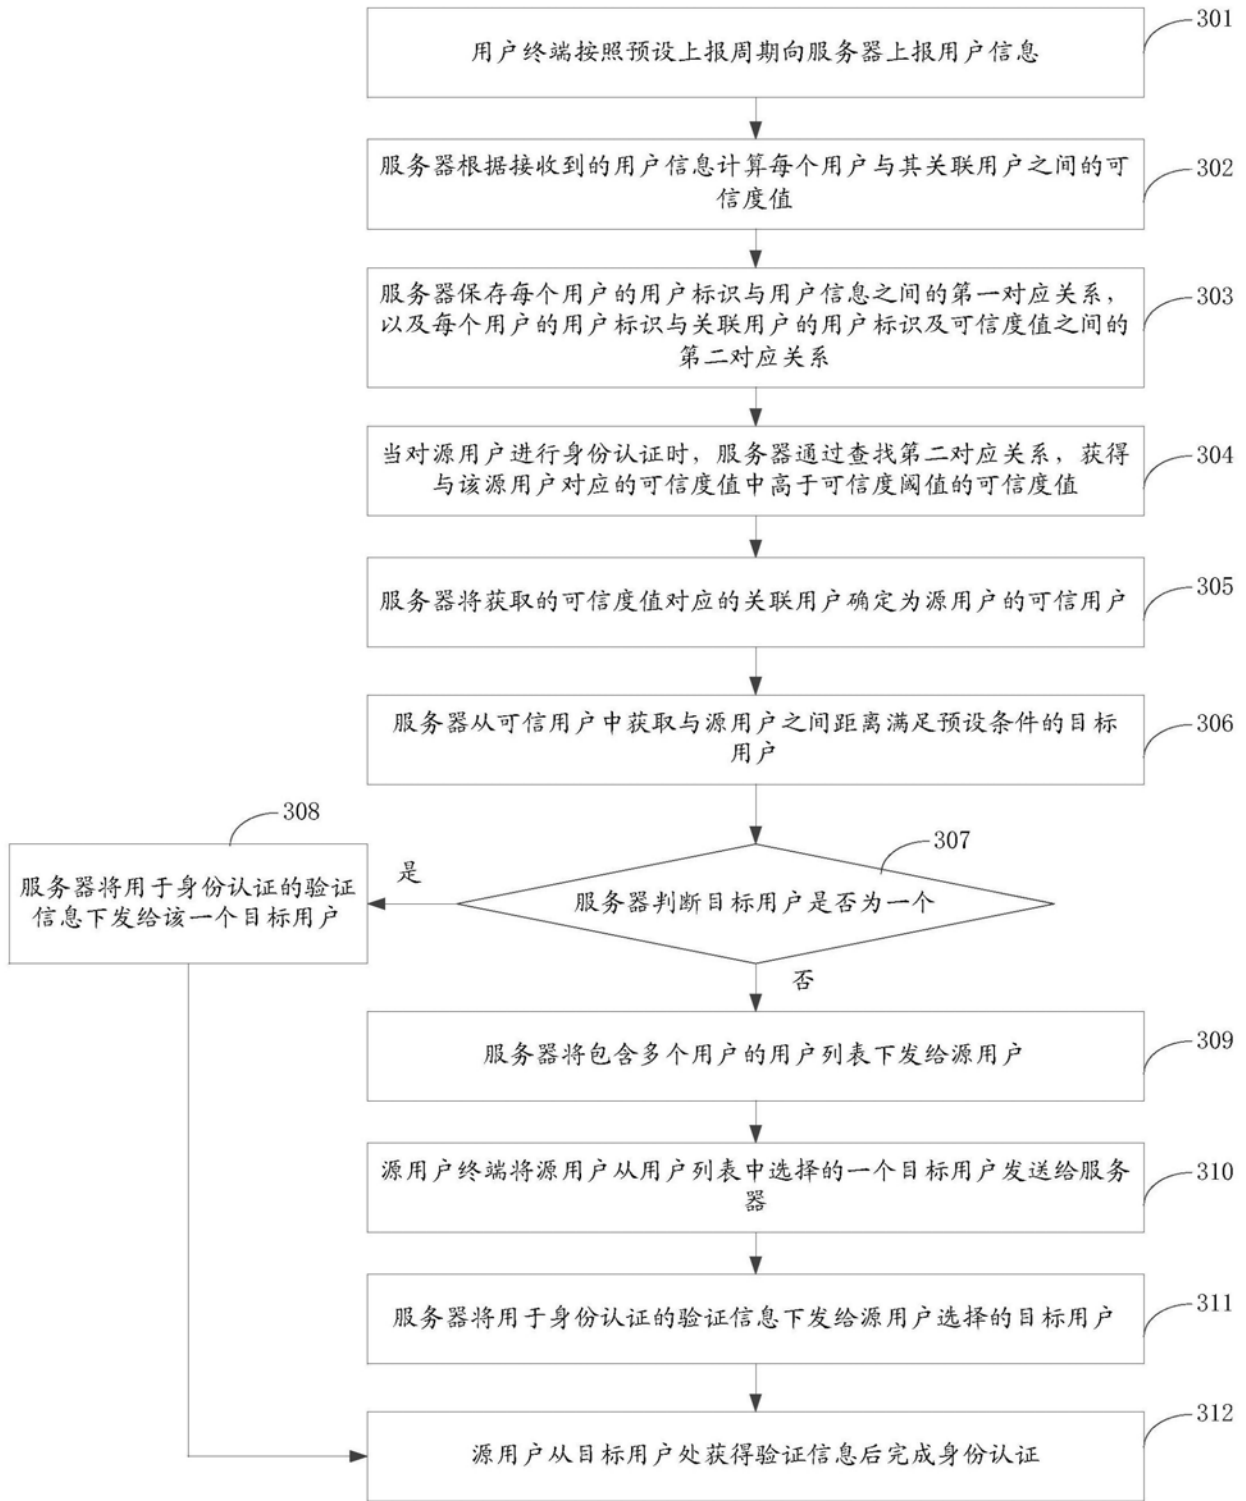 301
用户终端按照预设上报周期向服务器上报用户信息
服务器根据接收到的用户信息计算每个用户与其关联用户之间的可
信度值
302
服务器保存每个用户的用户标识与用户信息之间的第一对应关系，
以及每个用户的用户标识与关联用户的用户标识及可信度值之间的
第二对应关系
303
当对源用户进行身份认证时，服务器通过查找第二对应关系，获得
与该源用户对应的可信度值中高于可信度阈值的可信度值
304
服务器将获取的可信度值对应的关联用户确定为源用户的可信用户
305
服务器从可信用户中获取与源用户之间距离满足预设条件的目标
用户
306
307
服务器判断目标用户是否为一个
是
308
服务器将用于身份认证的验证
信息下发给该一个目标用户
否
服务器将包含多个用户的用户列表下发给源用户
309
源用户终端将源用户从用户列表中选择的一个目标用户发送给服务
器
310
服务器将用于身份认证的验证信息下发给源用户选择的目标用户
311
源用户从目标用户处获得验证信息后完成身份认证
312